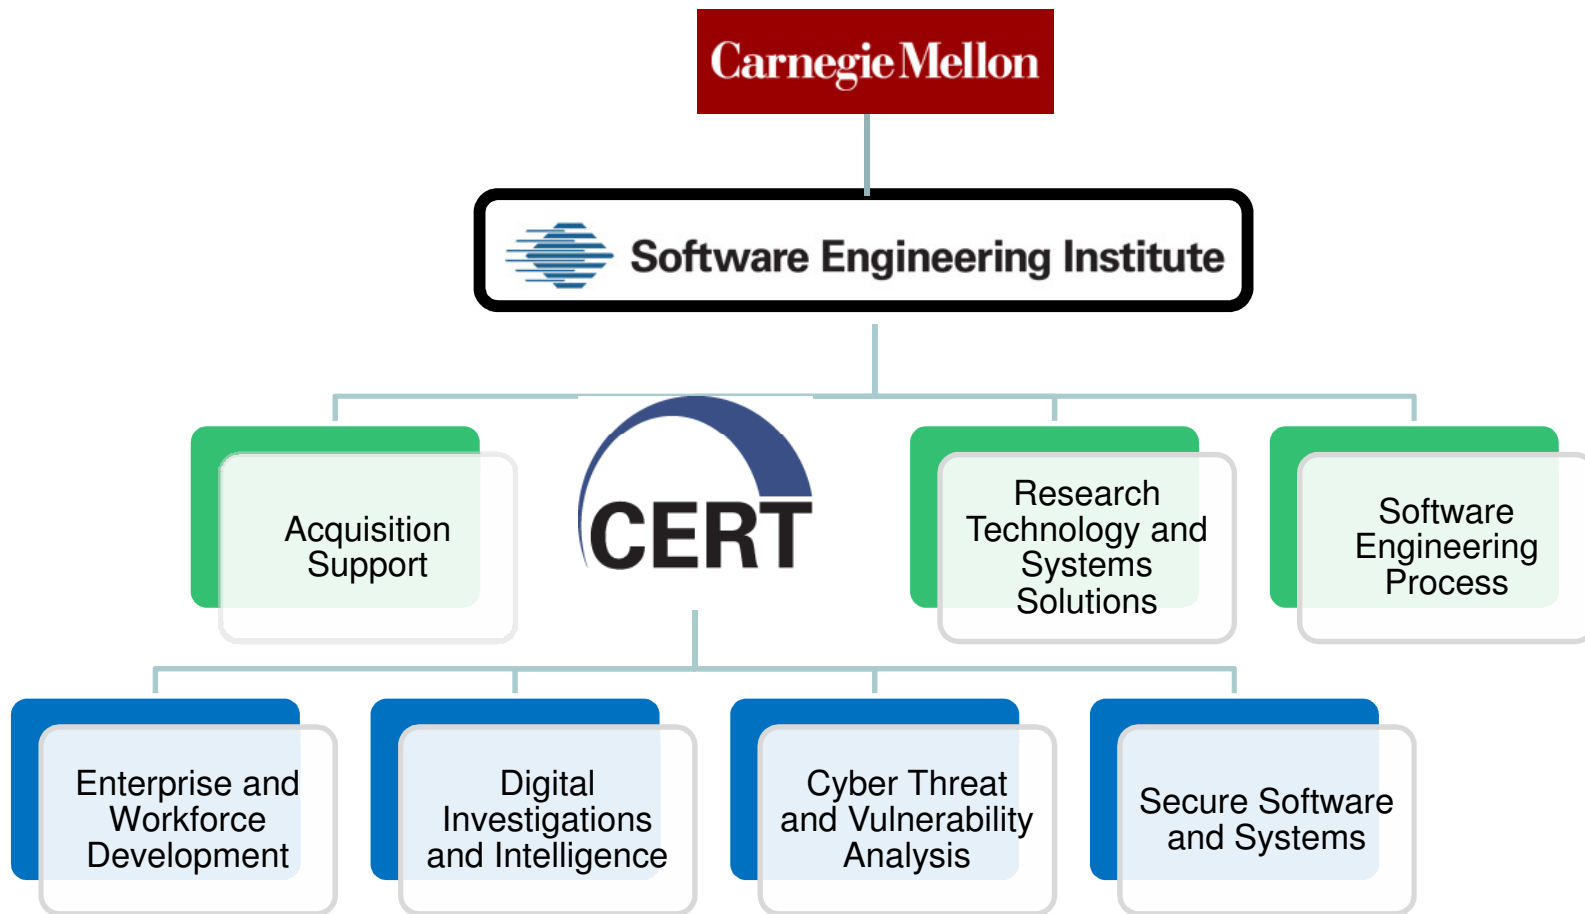 Carnegie Mellon
Software Engineering Institute
Acquisition
Support
CERT
Research
Technology and
Systems
Solutions
Software
Engineering
Process
Enterprise and
Workforce
Development
Digital
Investigations
and Intelligence
Cyber Threat
and Vulnerability
Analysis
Secure Software
and Systems